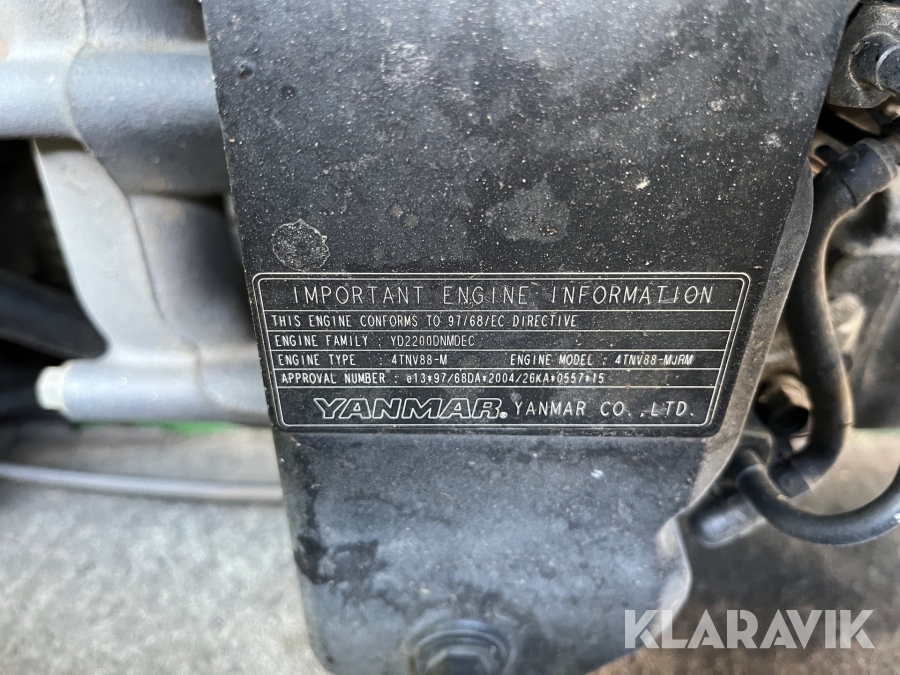 IMPORTANT ENGINE INFORMATION
THIS ENGINE CONFORMS TO 97/68/EC DIRECTIVE
ENGINE FAMILY : YD2200DNMDEC
ENGINE TYPE : 4TNV88-M ENGINE MODEL : 4TNV88-MJRM
APPROVAL NUMBER : e13*97/68DA*2004/26KA*0557*15
YANMAR. YANMAR CO.,LTD.
KLARAVIK